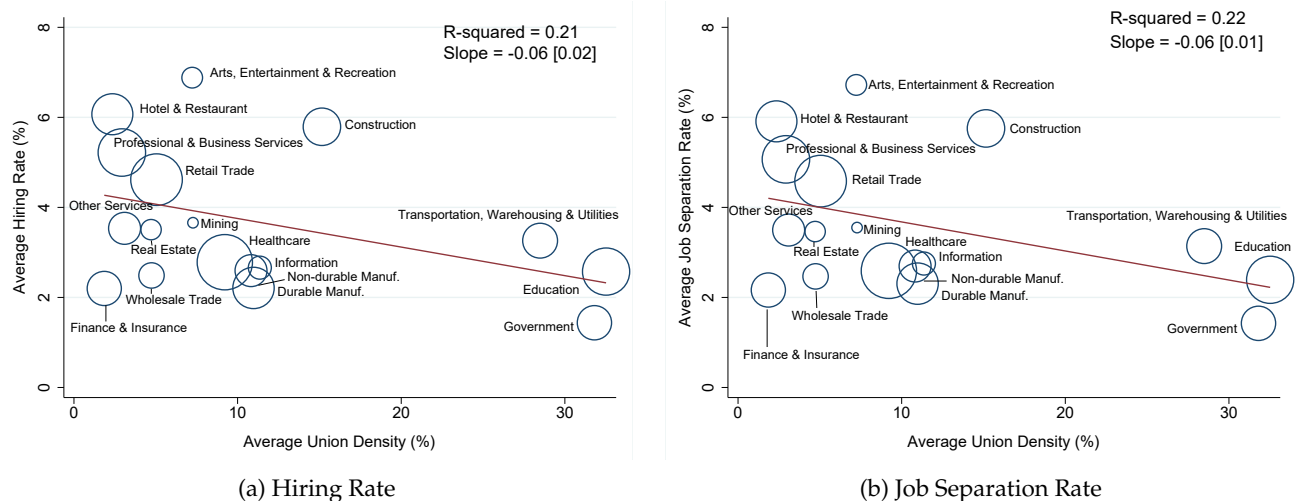 R-squared = 0.21
Slope = -0.06 [0.02]
Average Hiring Rate (%)
8
6
4
2
0
Arts, Entertainment & Recreation
Hotel & Restaurant
Construction
Professional & Business Services
Retail Trade
Other Services
Mining
Transportation, Warehousing & Utilities
Real Estate
Healthcare
Information
Non-durable Manuf.
Durable Manuf.
Education
Wholesale Trade
Finance & Insurance
Government
0 10 20 30
Average Union Density (%)
(a) Hiring Rate
R-squared = 0.22
Slope = -0.06 [0.01]
Average Job Separation Rate (%)
8
6
4
2
0
Arts, Entertainment & Recreation
Hotel & Restaurant
Construction
Professional & Business Services
Retail Trade
Other Services
Mining
Transportation, Warehousing & Utilities
Real Estate
Healthcare
Education
Information
Non-durable Manuf.
Durable Manuf.
Wholesale Trade
Government
Finance & Insurance
0 10 20 30
Average Union Density (%)
(b) Job Separation Rate